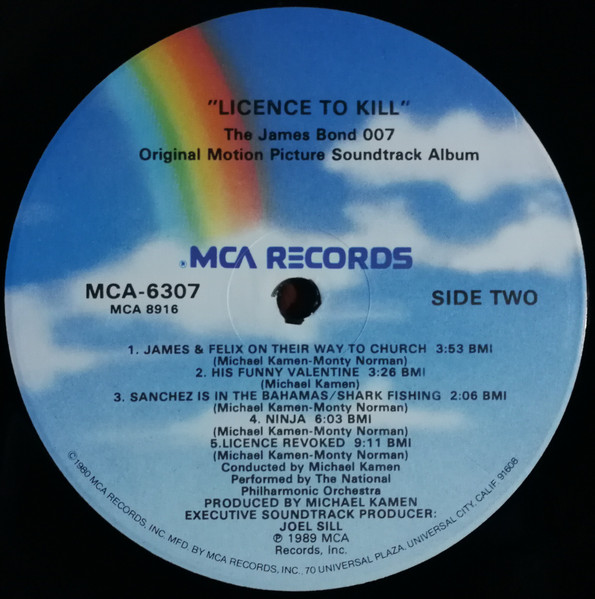 "LICENCE TO KILL"
The James Bond 007
Original Motion Picture Soundtrack Album
®MCA RECORDS
MCA-6307
MCA 8916
SIDE TWO
1. JAMES & FELIX ON THEIR WAY TO CHURCH 3:53 BMI
(Michael Kamen-Monty Norman)
2. HIS FUNNY VALENTINE 3:26 BMI
(Michael Kamen)
3. SANCHEZ IS IN THE BAHAMAS/SHARK FISHING 2:06 BMI
(Michael Kamen-Monty Norman)
4. NINJA 6:03 BMI
(Michael Kamen-Monty Norman)
5.LICENCE REVOKED 9:11 BMI
(Michael Kamen-Monty Norman)
Conducted by Michael Kamen
Performed by The National
Philharmonic Orchestra
PRODUCED BY MICHAEL KAMEN
EXECUTIVE SOUNDTRACK PRODUCER:
JOEL SILL
℗ 1989 MCA
Records, Inc.
©1980 MCA RECORDS, INC. MFD. BY MCA RECORDS, INC., 70 UNIVERSAL PLAZA, UNIVERSAL CITY, CALIF. 91608